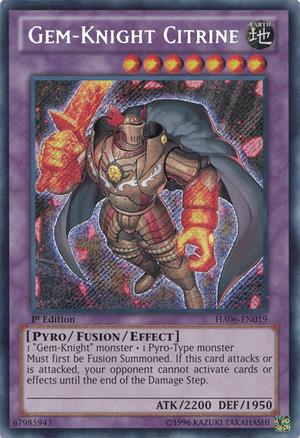 GEM-KNIGHT CITRINE
EARTH
地
1st Edition
HA06-EN019
[PYRO/FUSION/EFFECT]
1 "Gem-Knight" monster + 1 Pyro-Type monster
Must first be Fusion Summoned. If this card attacks or
is attacked, your opponent cannot activate cards or
effects until the end of the Damage Step.
ATK/2200 DEF/1950
67985943
©1996 KAZUKI TAKAHASHI